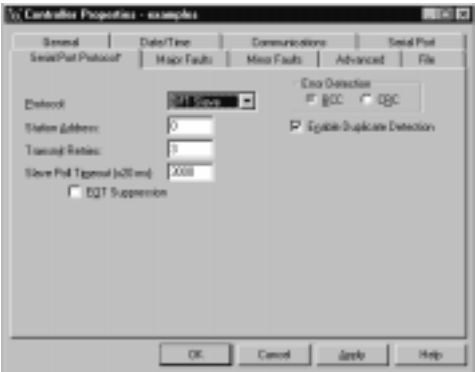 Controller Properties - examples
General Date/Time Communications Serial Port
Serial Port Protocol* Major Faults Minor Faults Advanced File
Error Detection
Protocol: DF1 Slave BCC CRC
Station Address: 0 Enable Duplicate Detection
Transmit Retries: 3
Slave Poll Timeout (x20 ms): 3000
EOT Suppression
OK Cancel Apply Help